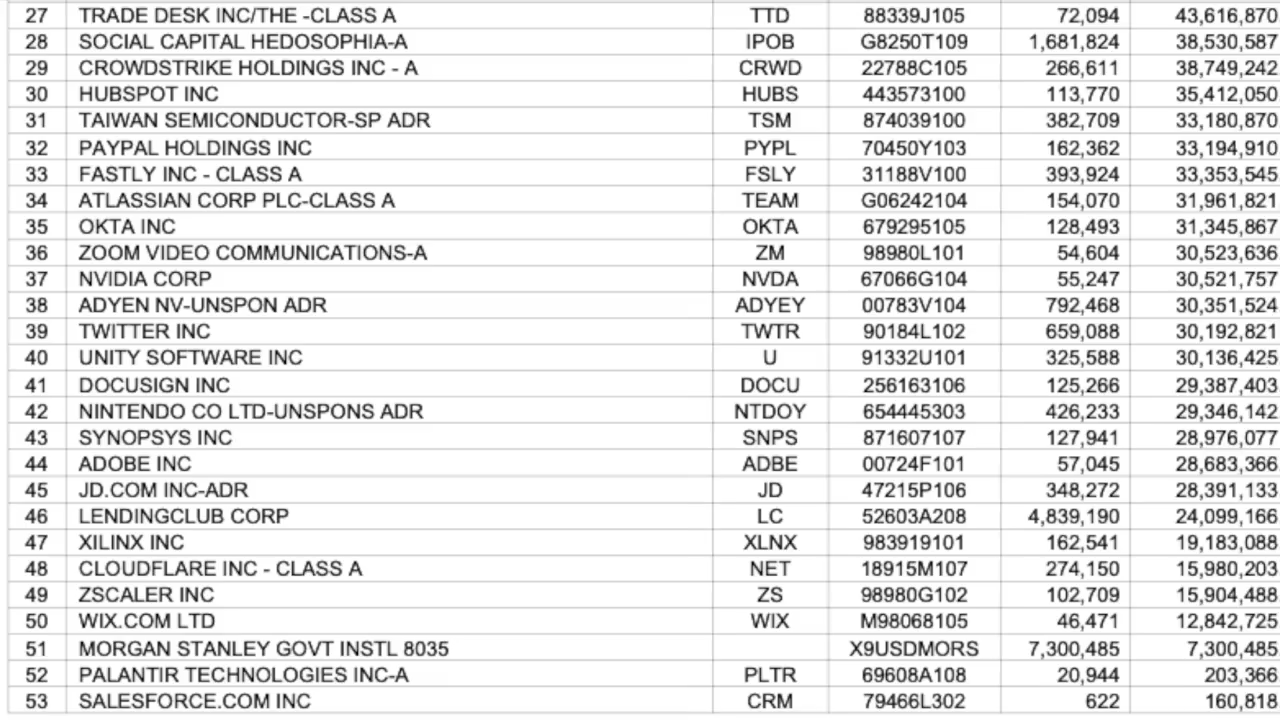 27 TRADE DESK INC/THE -CLASS A TTD 88339J105 72,094 43,616,870
28 SOCIAL CAPITAL HEDOSOPHIA-A IPOB G8250T109 1,681,824 38,530,587
29 CROWDSTRIKE HOLDINGS INC - A CRWD 22788C105 266,611 38,749,242
30 HUBSPOT INC HUBS 443573100 113,770 35,412,050
31 TAIWAN SEMICONDUCTOR-SP ADR TSM 874039100 382,709 33,180,870
32 PAYPAL HOLDINGS INC PYPL 70450Y103 162,362 33,194,910
33 FASTLY INC - CLASS A FSLY 31188V100 393,924 33,353,545
34 ATLASSIAN CORP PLC-CLASS A TEAM G06242104 154,070 31,961,821
35 OKTA INC OKTA 679295105 128,493 31,345,867
36 ZOOM VIDEO COMMUNICATIONS-A ZM 98980L101 54,604 30,523,636
37 NVIDIA CORP NVDA 67066G104 55,247 30,521,757
38 ADYEN NV-UNSPON ADR ADYEY 00783V104 792,468 30,351,524
39 TWITTER INC TWTR 90184L102 659,088 30,192,821
40 UNITY SOFTWARE INC U 91332U101 325,588 30,136,425
41 DOCUSIGN INC DOCU 256163106 125,266 29,387,403
42 NINTENDO CO LTD-UNSPONS ADR NTDOY 654445303 426,233 29,346,142
43 SYNOPSYS INC SNPS 871607107 127,941 28,976,077
44 ADOBE INC ADBE 00724F101 57,045 28,683,366
45 JD.COM INC-ADR JD 47215P106 348,272 28,391,133
46 LENDINGCLUB CORP LC 52603A208 4,839,190 24,099,166
47 XILINX INC XLNX 983919101 162,541 19,183,088
48 CLOUDFLARE INC - CLASS A NET 18915M107 274,150 15,980,203
49 ZSCALER INC ZS 98980G102 102,709 15,904,488
50 WIX.COM LTD WIX M98068105 46,471 12,842,725
51 MORGAN STANLEY GOVT INSTL 8035 X9USDMORS 7,300,485 7,300,485
52 PALANTIR TECHNOLOGIES INC-A PLTR 69608A108 20,944 203,366
53 SALESFORCE.COM INC CRM 79466L302 622 160,818